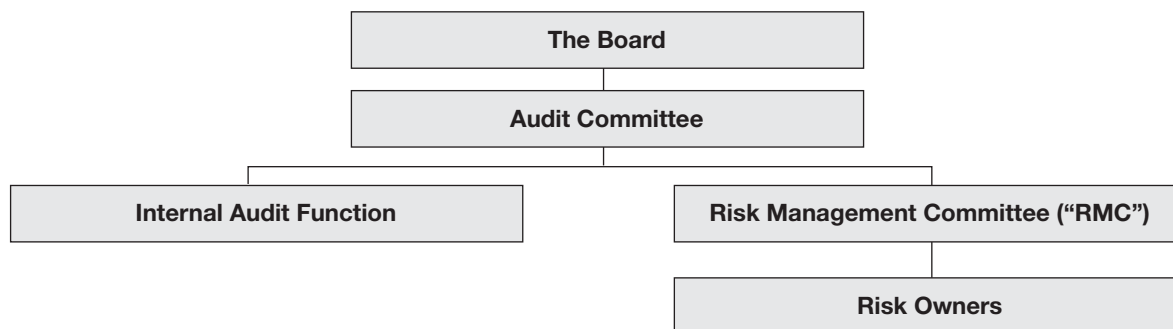 The Board
Audit Committee
Internal Audit Function
Risk Management Committee (“RMC”)
Risk Owners